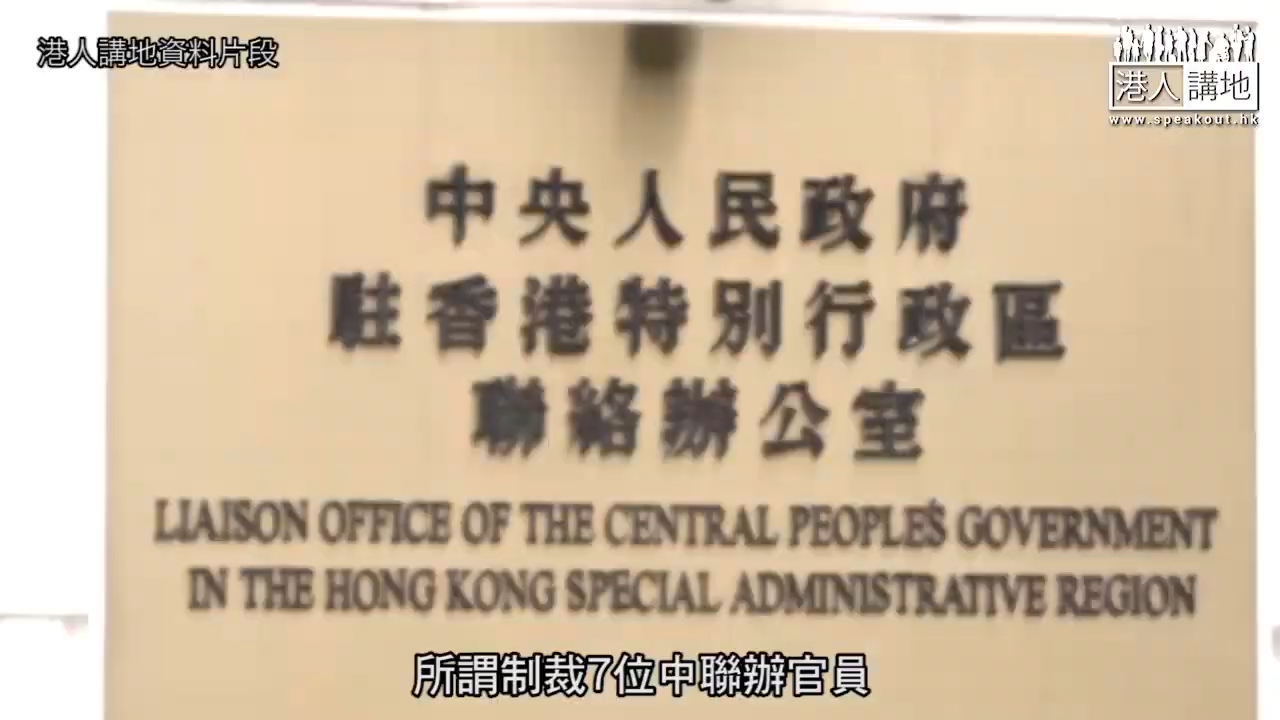 港人講地資料片段
港人講地
www.speakout.hk
中央人民政府
駐香港特別行政區
聯絡辦公室
LIAISON OFFICE OF THE CENTRAL PEOPLE'S GOVERNMENT
IN THE HONG KONG SPECIAL ADMINISTRATIVE REGION
所謂制裁7位中聯辦官員